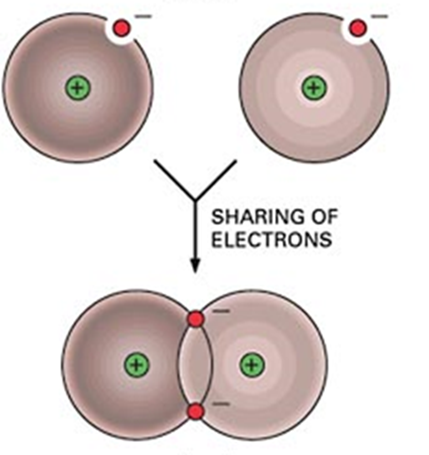 − −
+ +
SHARING OF
ELECTRONS
−
+ +
−